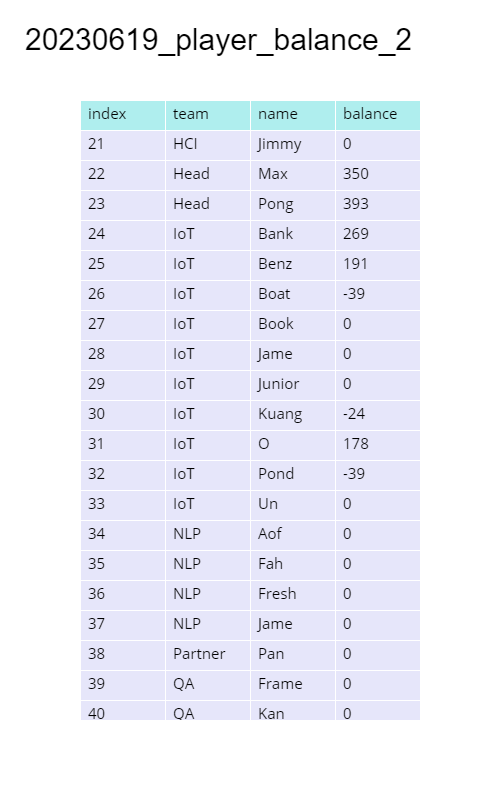 20230619_player_balance_2
index team name balance
21 HCI Jimmy 0
22 Head Max 350
23 Head Pong 393
24 IoT Bank 269
25 IoT Benz 191
26 IoT Boat -39
27 IoT Book 0
28 IoT Jame 0
29 IoT Junior 0
30 IoT Kuang -24
31 IoT O 178
32 IoT Pond -39
33 IoT Un 0
34 NLP Aof 0
35 NLP Fah 0
36 NLP Fresh 0
37 NLP Jame 0
38 Partner Pan 0
39 QA Frame 0
40 QA Kan 0